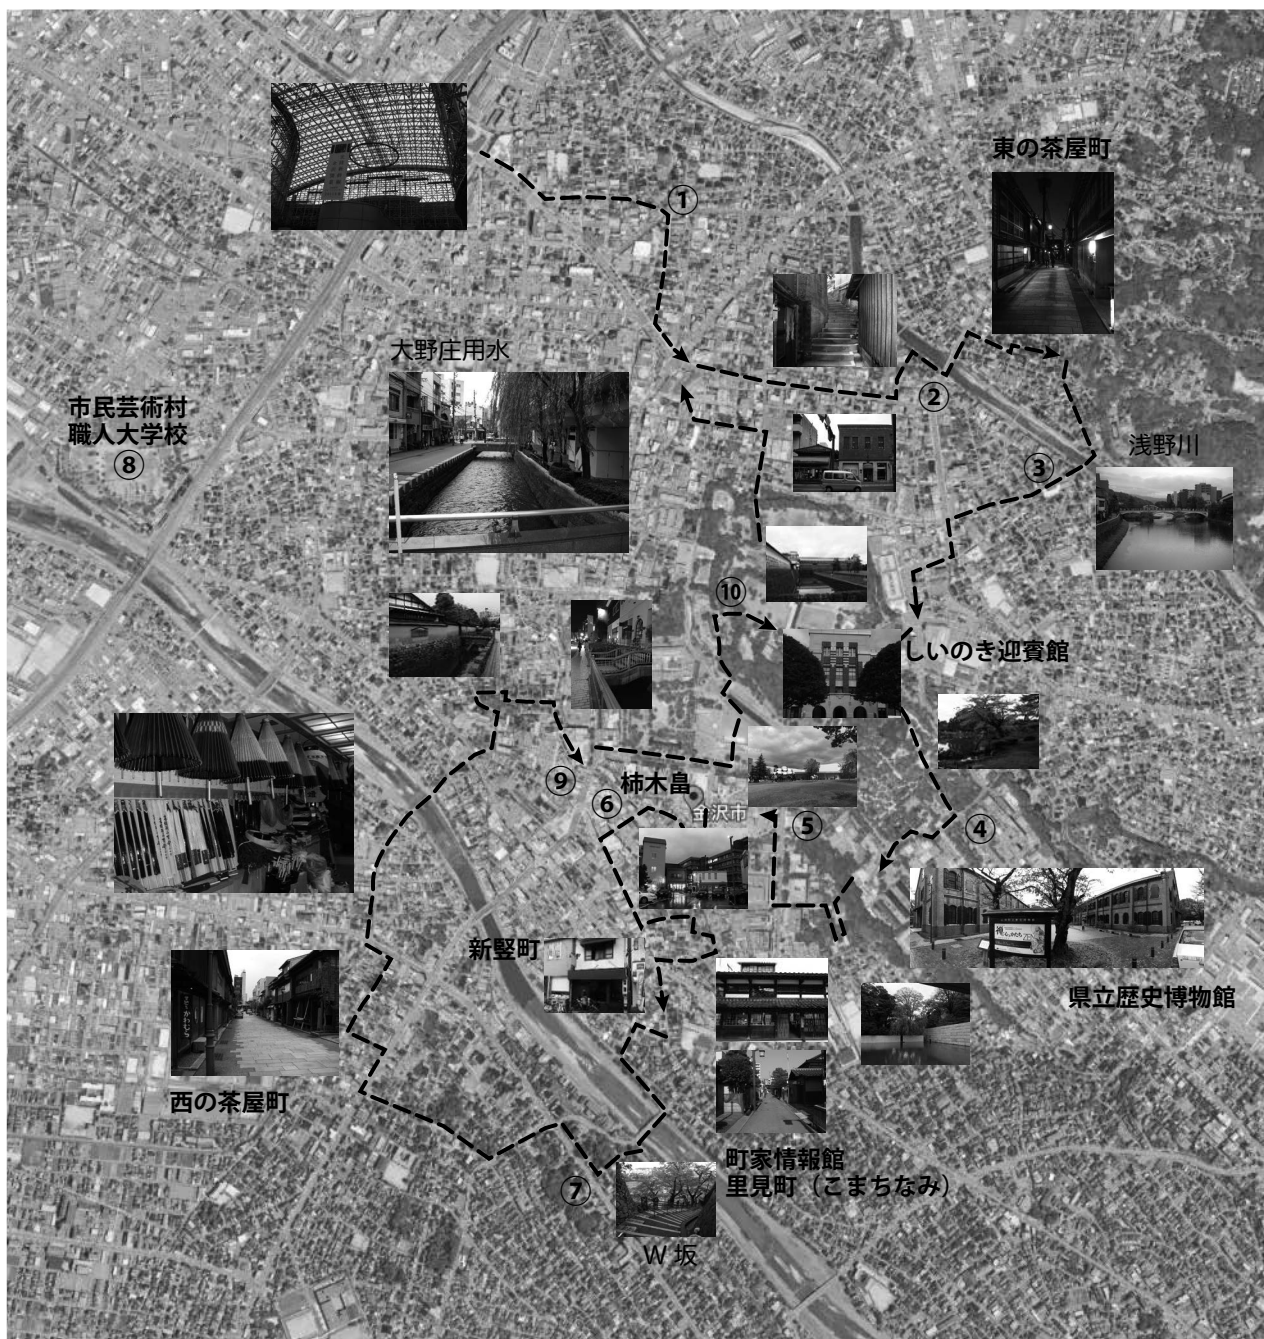 ①
東の茶屋町
大野庄用水
②
市民芸術村
職人大学校
⑧
③
浅野川
⑩
しいのき迎賓館
⑨
柿木畠
⑥
金沢市
⑤
④
新竪町
県立歴史博物館
西の茶屋町
町家情報館
里見町（こまちなみ）
⑦
W 坂